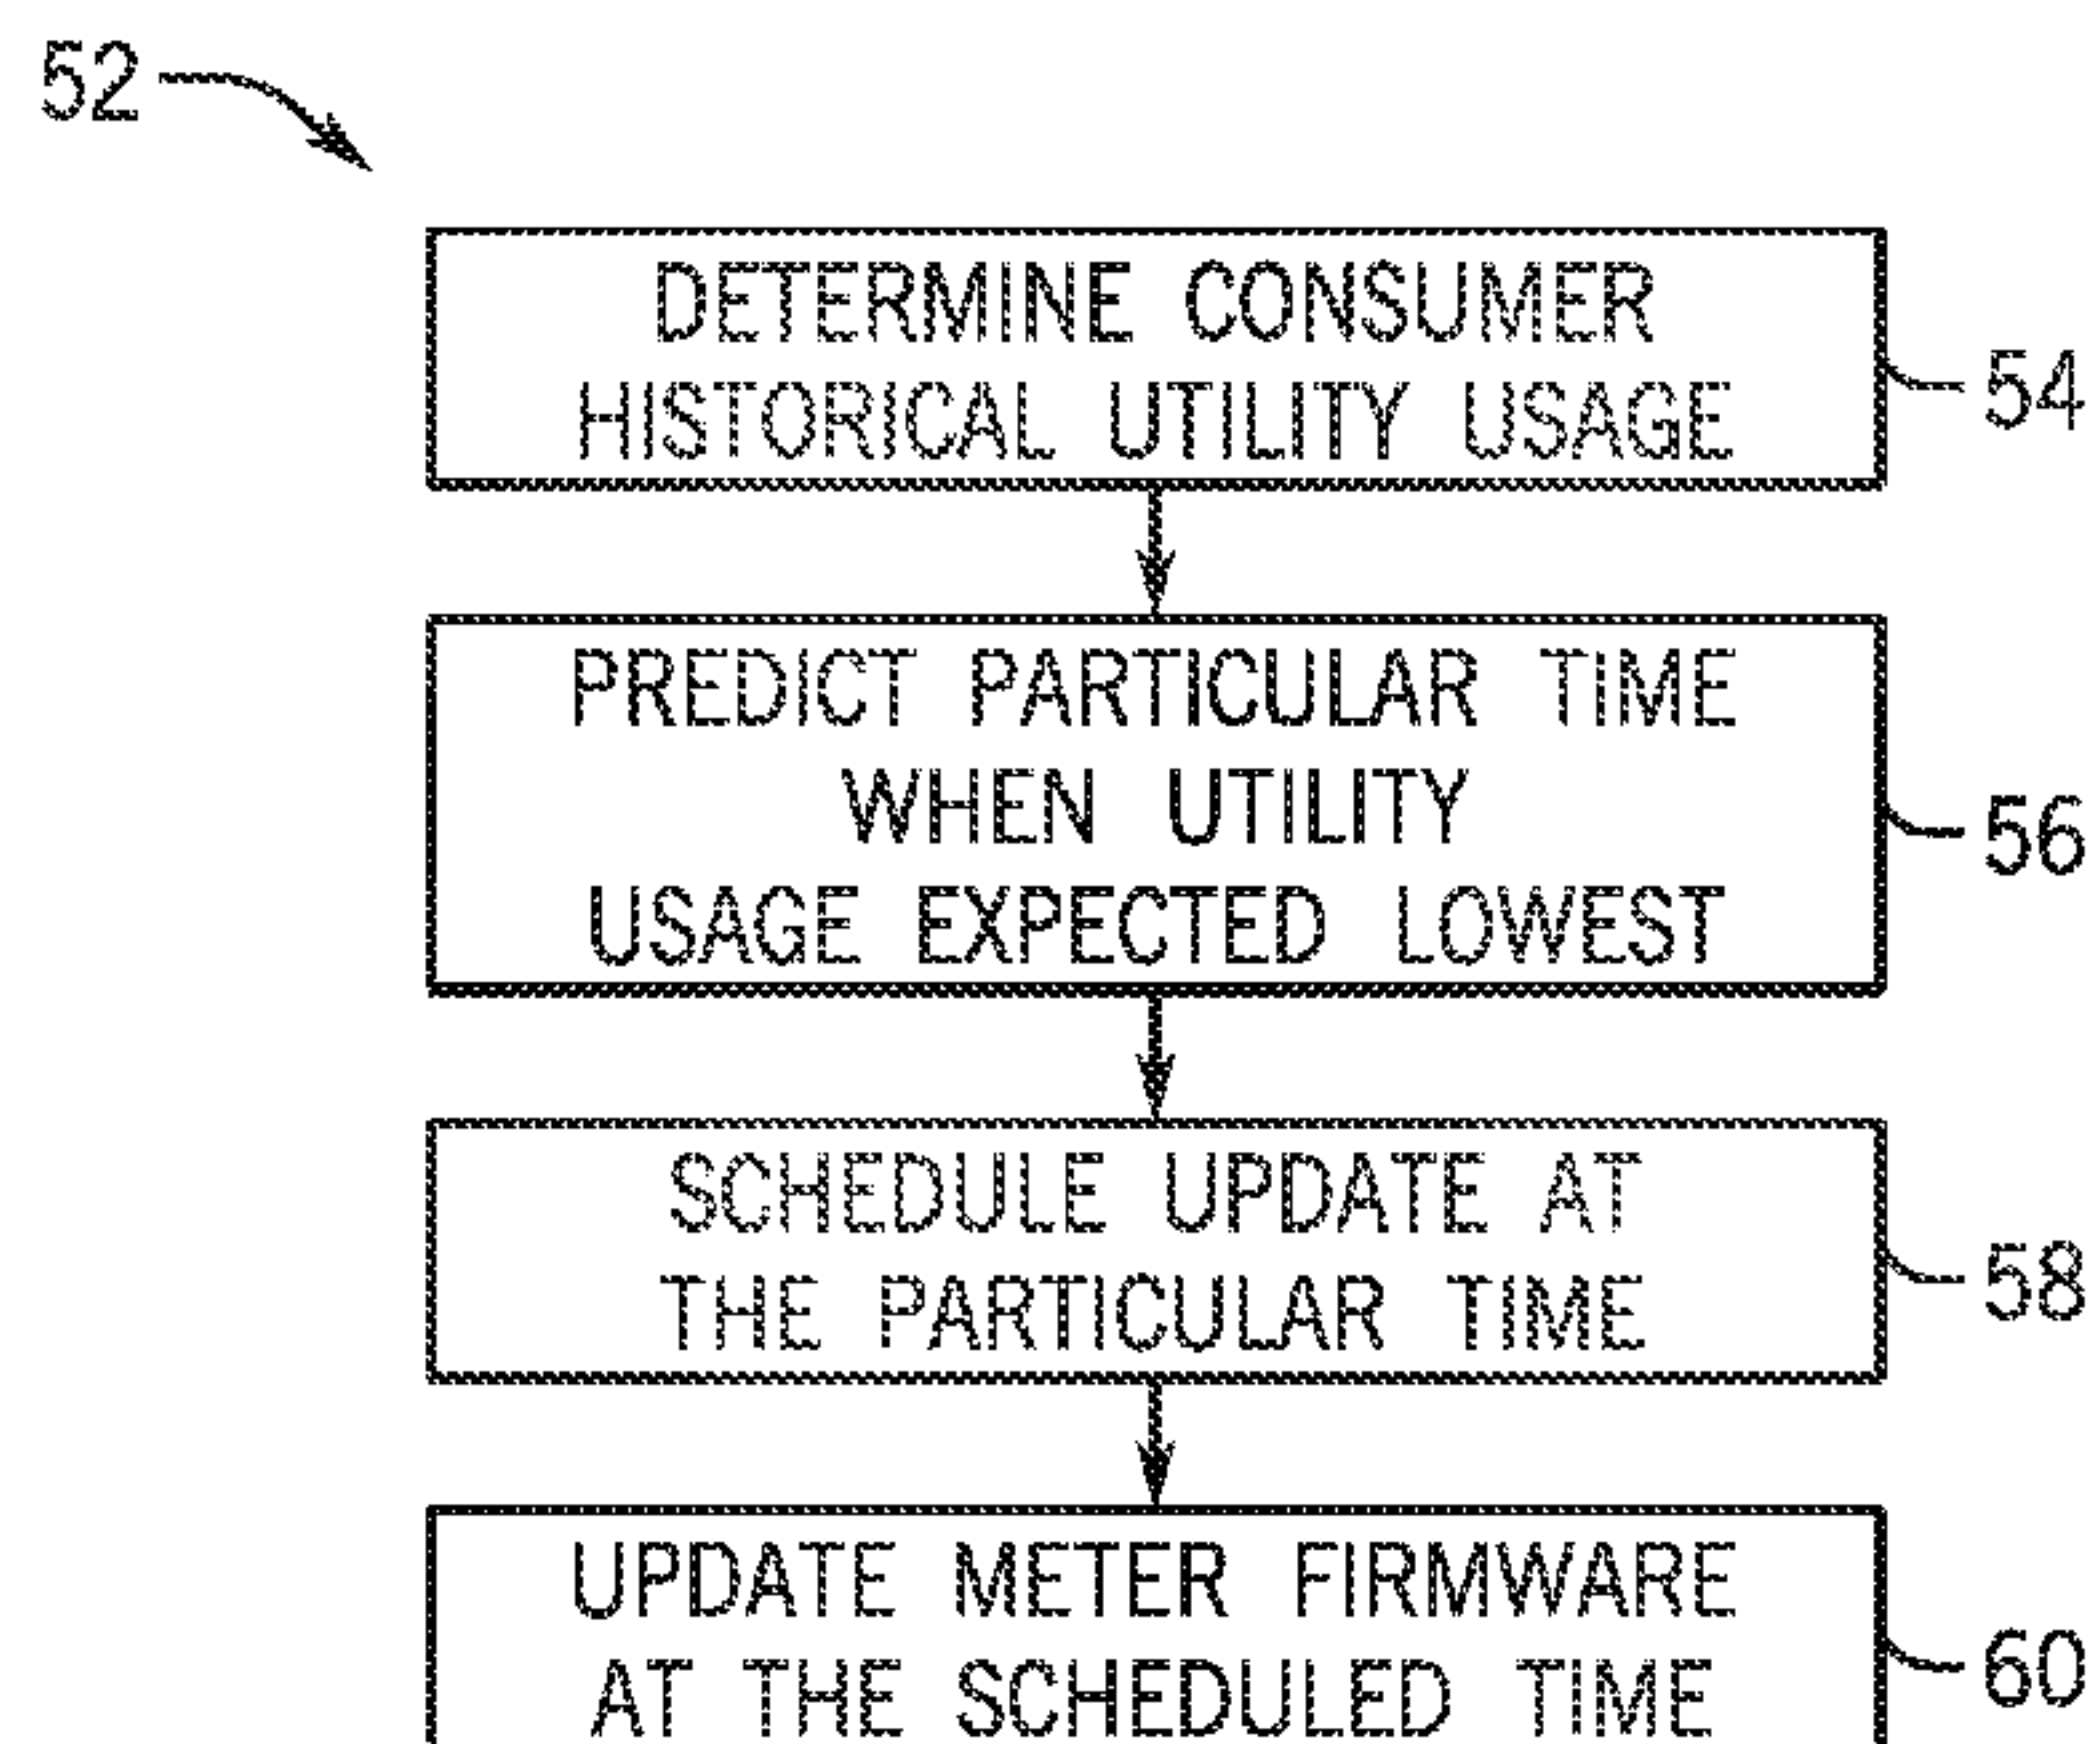 52
DETERMINE CONSUMER
HISTORICAL UTILITY USAGE
54
PREDICT PARTICULAR TIME
WHEN UTILITY
USAGE EXPECTED LOWEST
56
SCHEDULE UPDATE AT
THE PARTICULAR TIME
58
UPDATE METER FIRMWARE
AT THE SCHEDULED TIME
60